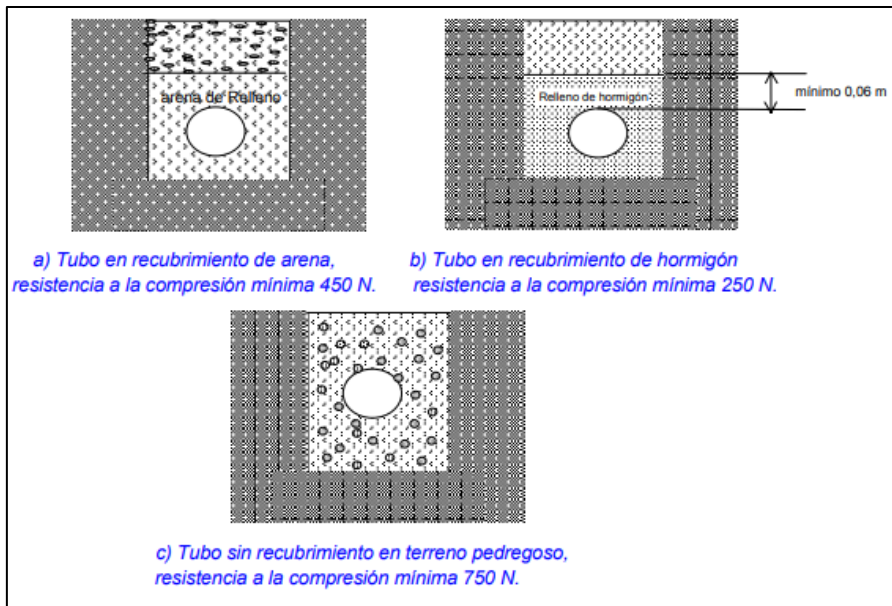 arena de Relleno
Relleno de hormigón
mínimo 0,06 m
a) Tubo en recubrimiento de arena,
resistencia a la compresión mínima 450 N.
b) Tubo en recubrimiento de hormigón
resistencia a la compresión mínima 250 N.
c) Tubo sin recubrimiento en terreno pedregoso,
resistencia a la compresión mínima 750 N.